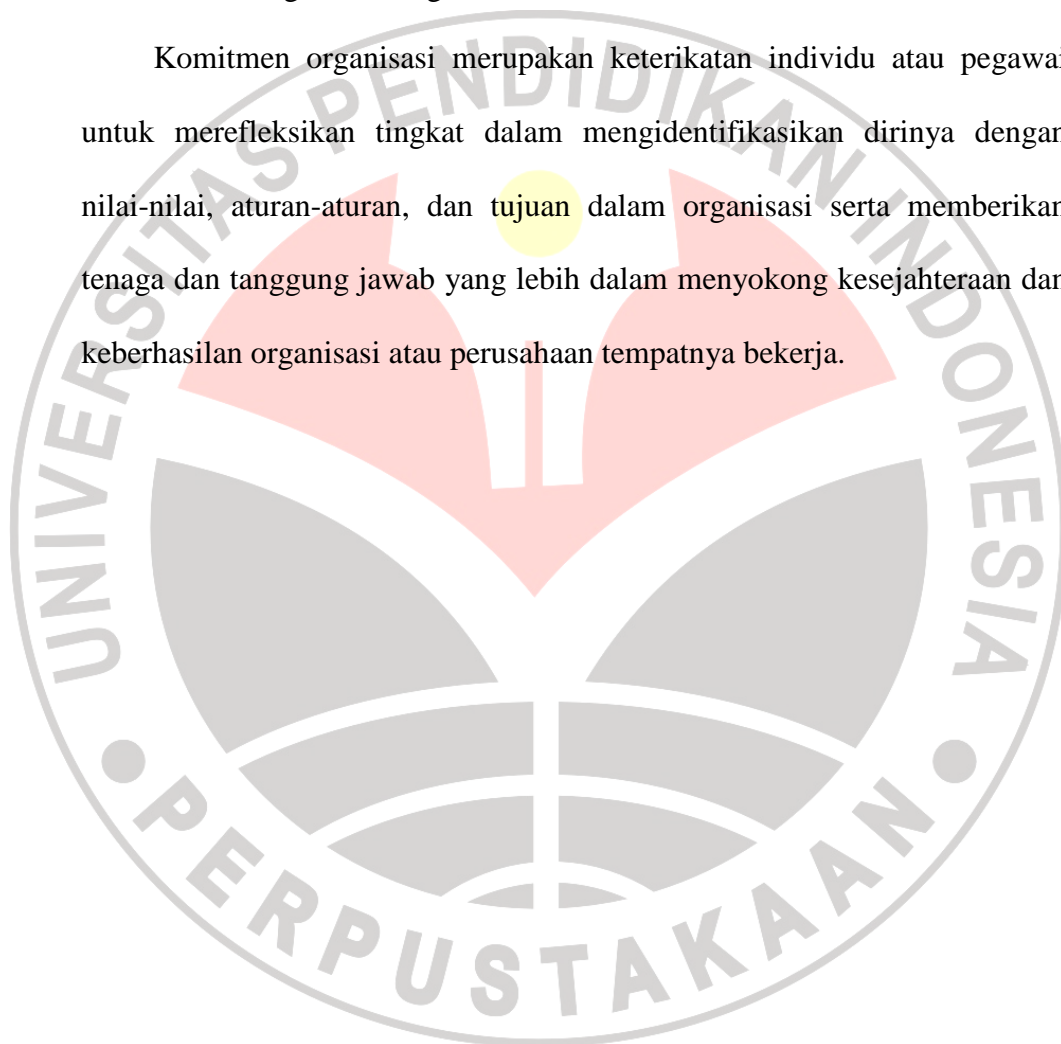 Komitmen organisasi merupakan keterikatan individu atau pegawai
untuk merefleksikan tingkat dalam mengidentifikasikan dirinya dengan
nilai-nilai, aturan-aturan, dan tujuan dalam organisasi serta memberikan
tenaga dan tanggung jawab yang lebih dalam menyokong kesejahteraan dan
keberhasilan organisasi atau perusahaan tempatnya bekerja.
UNIVERSITAS PENDIDIKAN INDONESIA
PERPUSTAKAAN